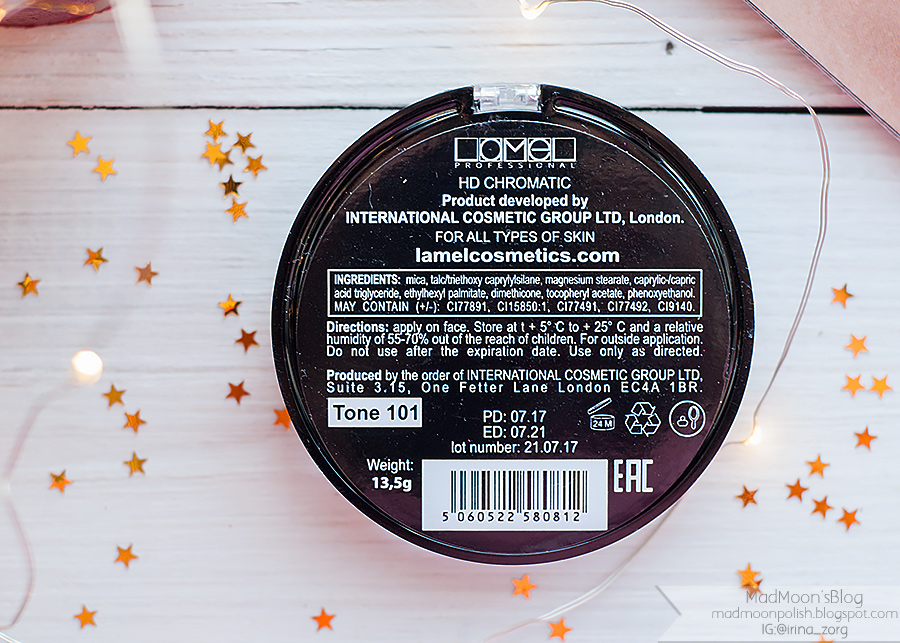 LAMEL
PROFESSIONAL
HD CHROMATIC
Product developed by
INTERNATIONAL COSMETIC GROUP LTD, London.
FOR ALL TYPES OF SKIN
lamelcosmetics.com
INGREDIENTS: mica, talc/triethoxy caprylylsilane, magnesium stearate, caprylic/capric
acid triglyceride, ethylhexyl palmitate, dimethicone, tocopheryl acetate, phenoxyethanol.
MAY CONTAIN (+/-): CI77891, CI15850:1, CI77491, CI77492, CI9140.
Directions: apply on face. Store at t + 5° C to + 25° C and a relative
humidity of 55-70% out of the reach of children. For outside application.
Do not use after the expiration date. Use only as directed.
Produced by the order of INTERNATIONAL COSMETIC GROUP LTD,
Suite 3.15, One Fetter Lane London EC4A 1BR.
Tone 101
PD: 07.17
ED: 07.21
lot number: 21.07.17
24 M
Weight:
13,5g
EAC
5 060522 580812
MadMoon'sBlog
madmoonpolish.blogspot.com
IG:@irina_zorg